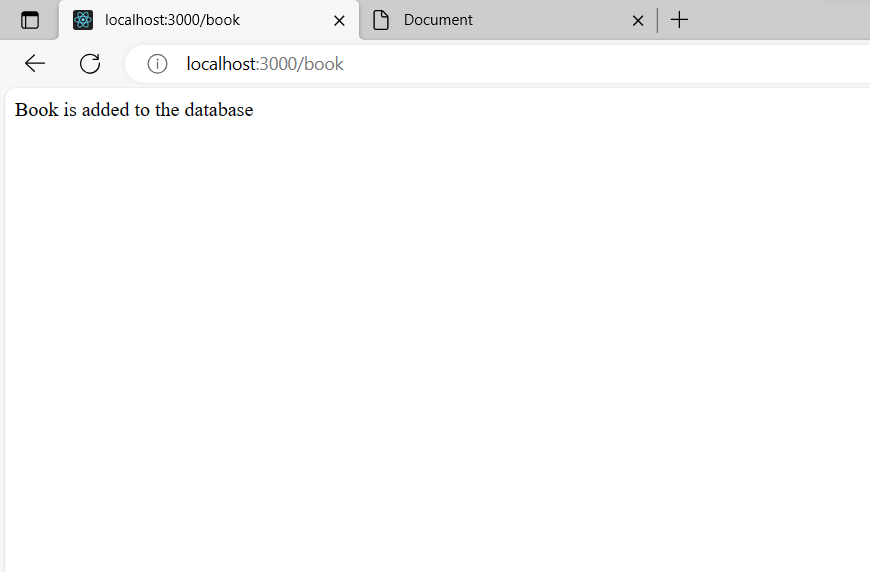 localhost:3000/book
Document
localhost:3000/book
Book is added to the database